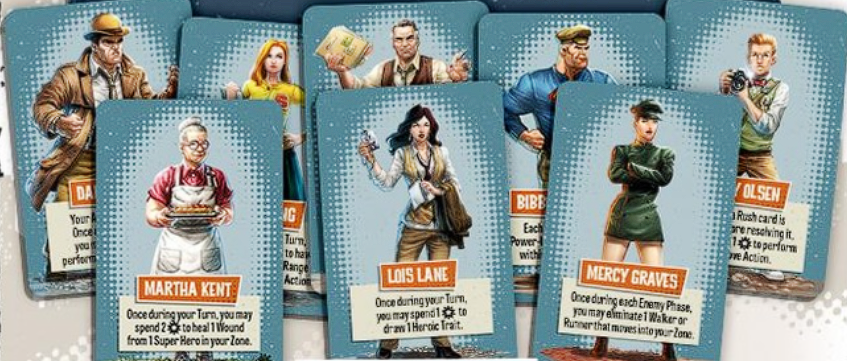 DA
Your
Once
you
perform
NG
Turn,
to hav
Range
Action
BIBB
Each
Power-
withi
Y OLSEN
Rush card is
re resolving it,
1 to perform
ve Action.
MARTHA KENT
Once during your Turn, you may
spend 2 to heal 1 Wound
from 1 Super Hero in your Zone.
LOIS LANE
Once during your Turn,
you may spend 1 to
draw 1 Heroic Trait.
MERCY GRAVES
Once during each Enemy Phase,
you may eliminate 1 Walker or
Runner that moves into your Zone.